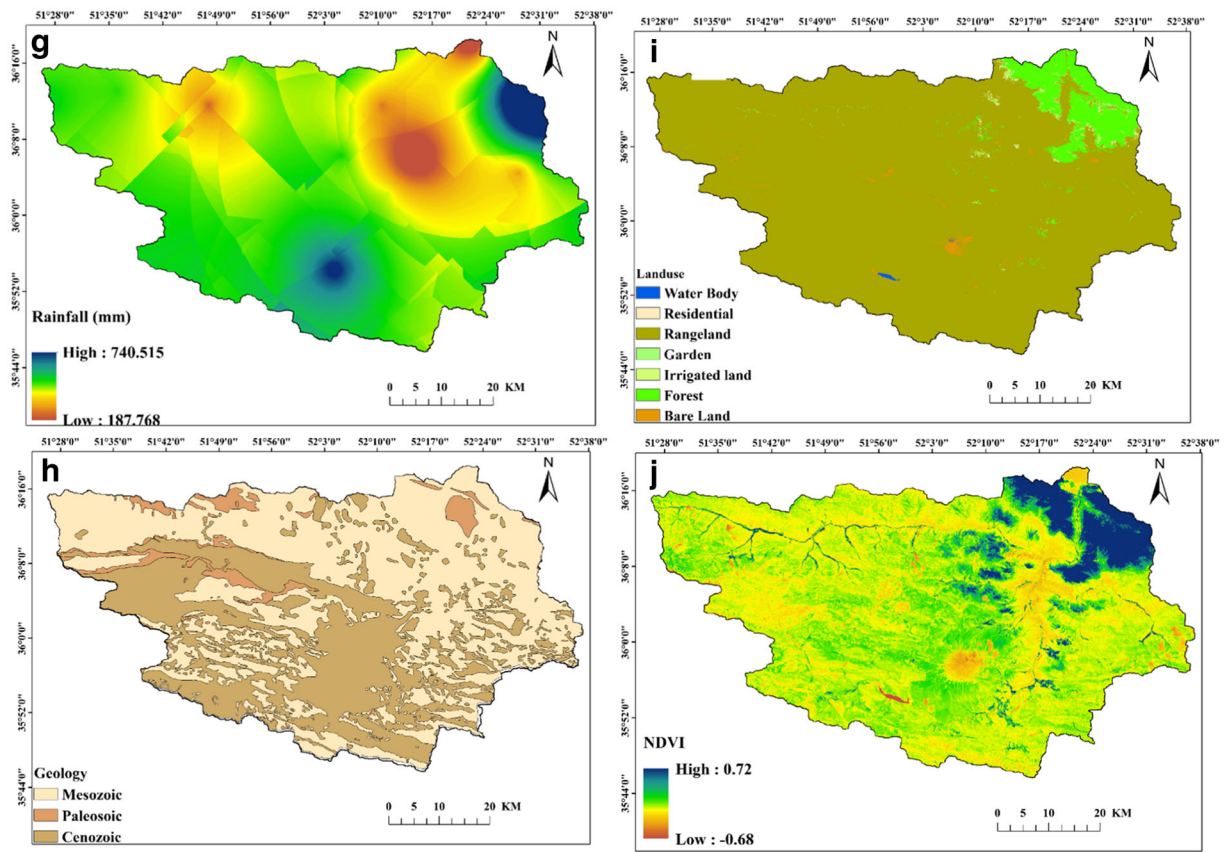 51°28'0" 51°35'0" 51°42'0" 51°49'0" 51°56'0" 52°3'0" 52°10'0" 52°17'0" 52°24'0" 52°31'0" 52°38'0"
g
N
36°16'0"
36°8'0"
36°0'0"
35°52'0"
35°44'0"
Rainfall (mm)
High : 740.515
Low : 187.768
0 5 10 20 KM
51°28'0" 51°35'0" 51°42'0" 51°49'0" 51°56'0" 52°3'0" 52°10'0" 52°17'0" 52°24'0" 52°31'0" 52°38'0"
i
N
36°16'0"
36°8'0"
36°0'0"
35°52'0"
35°44'0"
Landuse
Water Body
Residential
Rangeland
Garden
Irrigated land
Forest
Bare Land
0 5 10 20 KM
51°28'0" 51°35'0" 51°42'0" 51°49'0" 51°56'0" 52°3'0" 52°10'0" 52°17'0" 52°24'0" 52°31'0" 52°38'0"
h
N
36°16'0"
36°8'0"
36°0'0"
35°52'0"
35°44'0"
Geology
Mesozoic
Paleosoic
Cenozoic
0 5 10 20 KM
51°28'0" 51°35'0" 51°42'0" 51°49'0" 51°56'0" 52°3'0" 52°10'0" 52°17'0" 52°24'0" 52°31'0" 52°38'0"
j
N
36°16'0"
36°8'0"
36°0'0"
35°52'0"
35°44'0"
NDVI
High : 0.72
Low : -0.68
0 5 10 20 KM